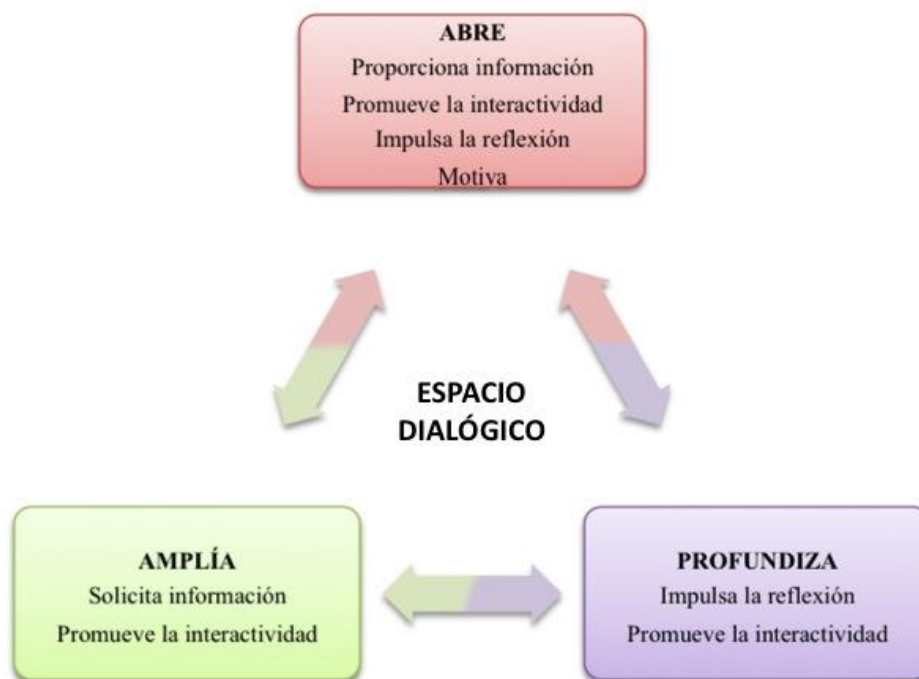 ABRE
Proporciona información
Promueve la interactividad
Impulsa la reflexión
Motiva
ESPACIO
DIALÓGICO
AMPLÍA
Solicita información
Promueve la interactividad
PROFUNDIZA
Impulsa la reflexión
Promueve la interactividad